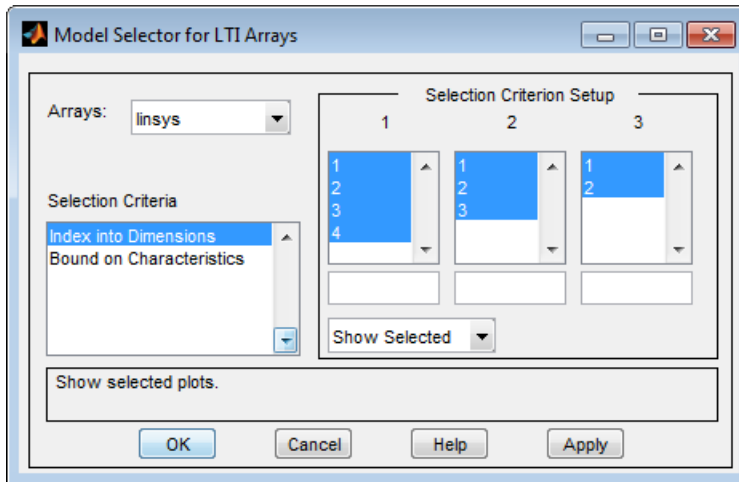 Model Selector for LTI Arrays
Arrays:
linsys
Selection Criteria
Index into Dimensions
Bound on Characteristics
Selection Criterion Setup
1 2 3
1
2
3
4
1
2
3
1
2
Show Selected
Show selected plots.
OK Cancel Help Apply